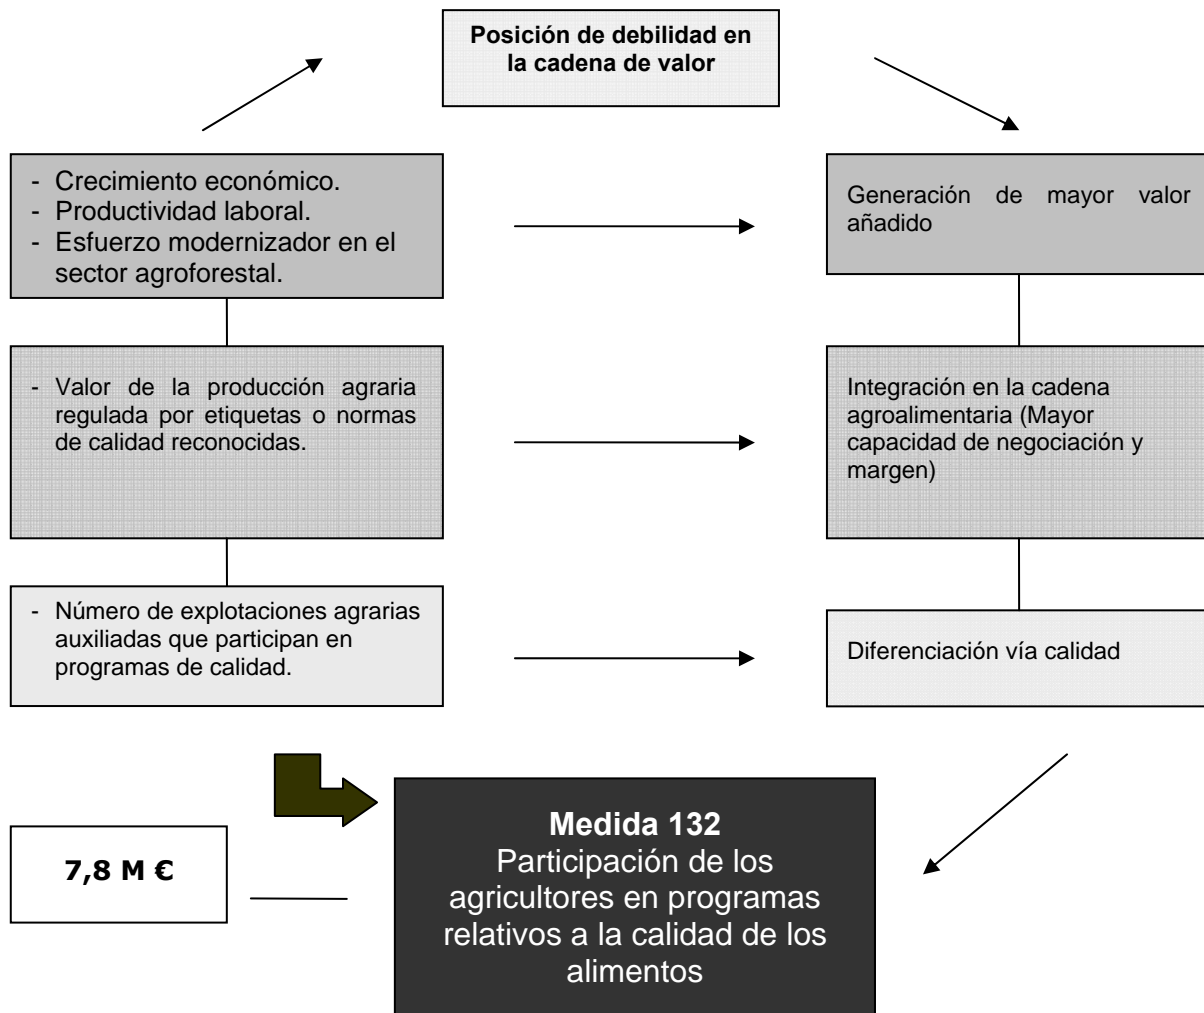 Posición de debilidad en
la cadena de valor
- Crecimiento económico.
- Productividad laboral.
- Esfuerzo modernizador en el
sector agroforestal.
Generación de mayor valor
añadido
- Valor de la producción agraria
regulada por etiquetas o normas
de calidad reconocidas.
Integración en la cadena
agroalimentaria (Mayor
capacidad de negociación y
margen)
- Número de explotaciones agrarias
auxiliadas que participan en
programas de calidad.
Diferenciación vía calidad
7,8 M €
Medida 132
Participación de los
agricultores en programas
relativos a la calidad de los
alimentos